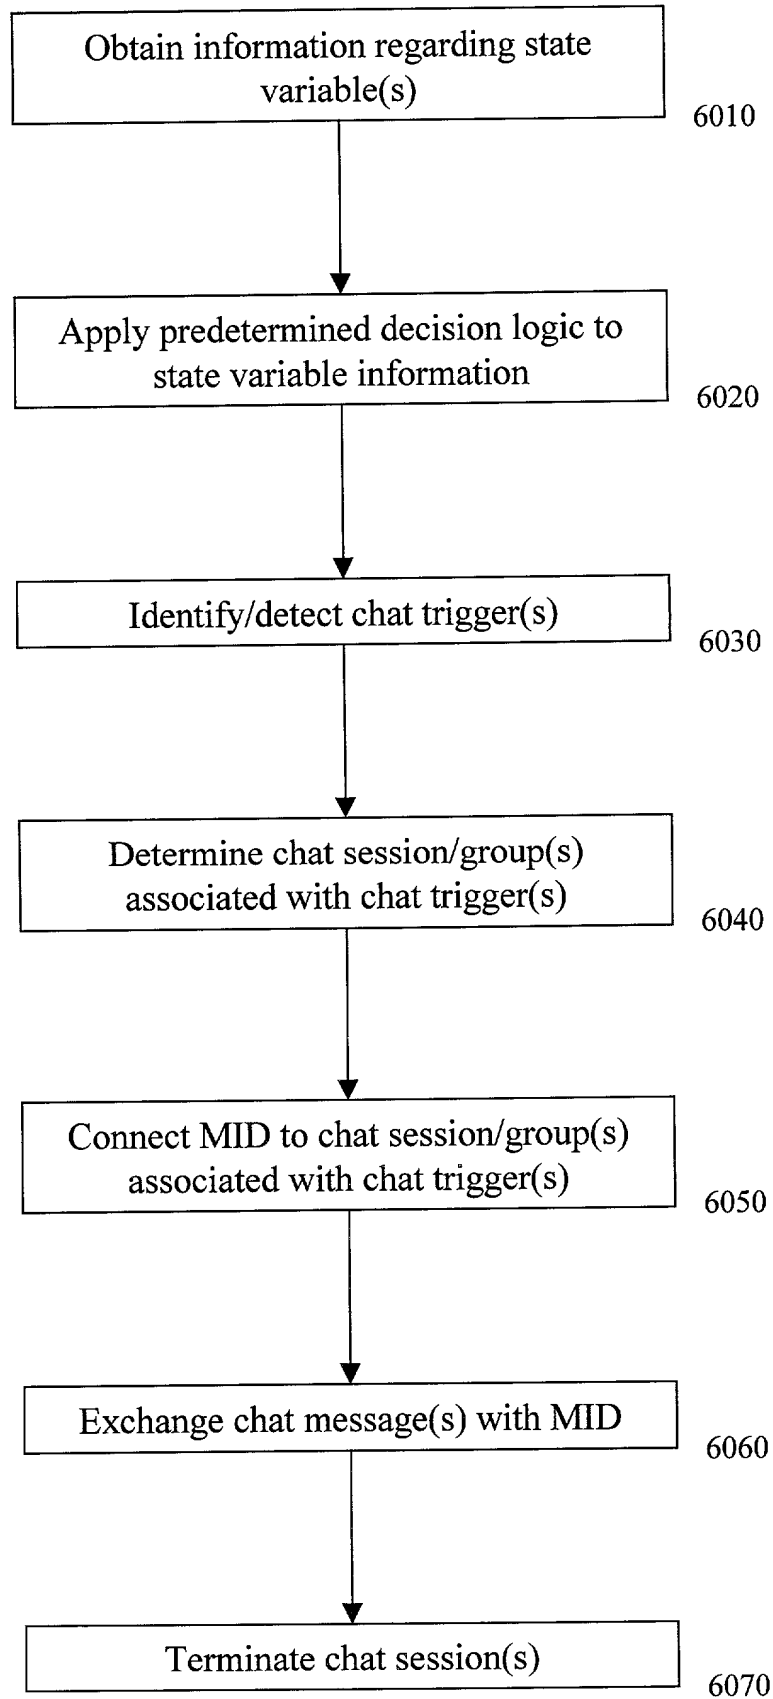 Obtain information regarding state
variable(s)
6010
Apply predetermined decision logic to
state variable information
6020
Identify/detect chat trigger(s)
6030
Determine chat session/group(s)
associated with chat trigger(s)
6040
Connect MID to chat session/group(s)
associated with chat trigger(s)
6050
Exchange chat message(s) with MID
6060
Terminate chat session(s)
6070